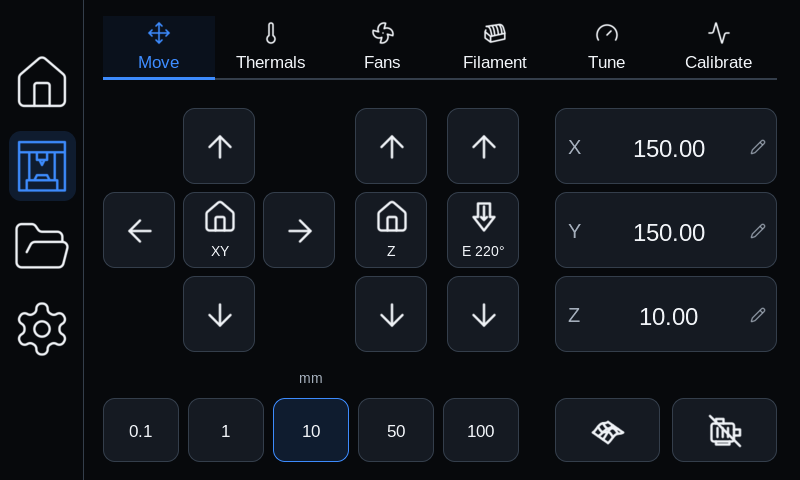 Move Thermals Fans Filament Tune Calibrate
X 150.00
XY Z E 220° Y 150.00
Z 10.00
mm
0.1 1 10 50 100